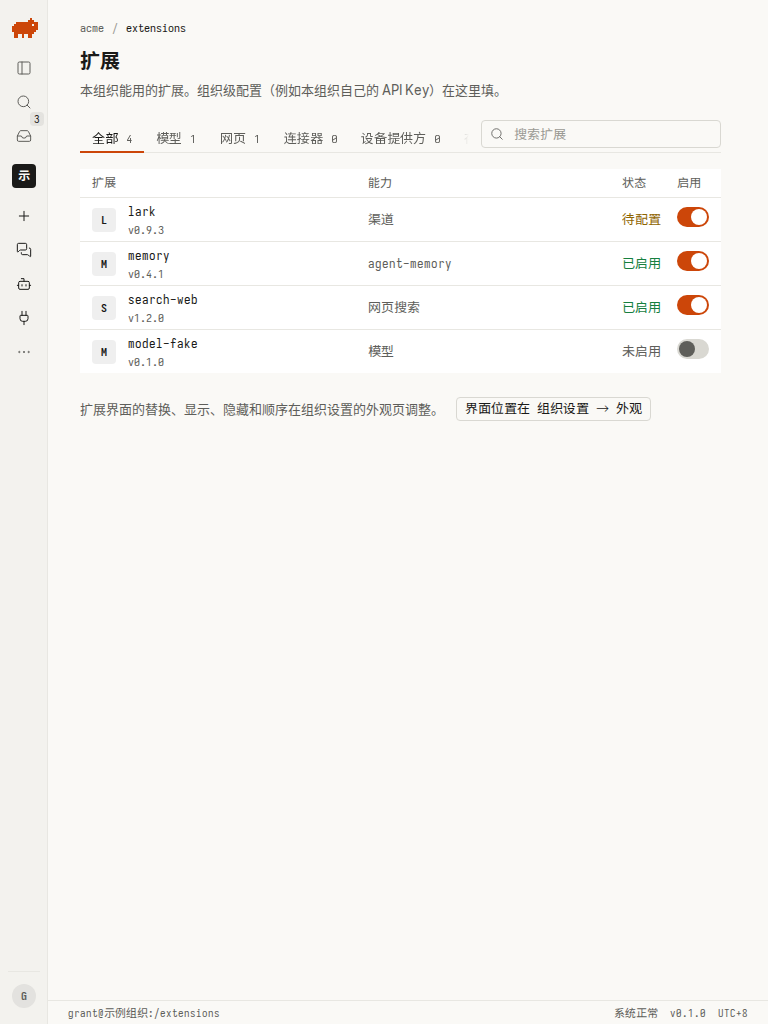 acme / extensions
扩展
本组织能用的扩展。组织级配置（例如本组织自己的 API Key）在这里填。
3
全部 4 模型 1 网页 1 连接器 0 设备提供方 0 搜索扩展
示
扩展 能力 状态 启用
L lark v0.9.3 渠道 待配置
M memory v0.4.1 agent-memory 已启用
S search-web v1.2.0 网页搜索 已启用
M model-fake v0.1.0 模型 未启用
扩展界面的替换、显示、隐藏和顺序在组织设置的外观页调整。 界面位置在 组织设置 → 外观
G
grant@示例组织:/extensions 系统正常 v0.1.0 UTC+8